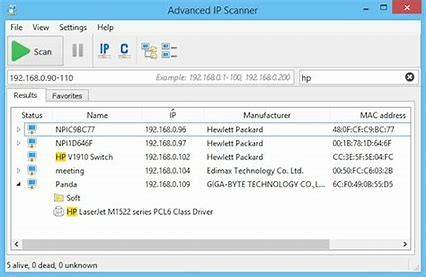 Advanced IP Scanner
File View Settings Help
Scan IP C
192.168.0.90-110 Example: 192.168.0.1-100, 192.168.0.200 hp
Results Favorites
Status Name IP Manufacturer MAC address
NPIC9BC77 192.168.0.96 Hewlett Packard 48:0F:CF:C9:BC:77
NPI1D646F 192.168.0.97 Hewlett Packard 00:1B:78:1D:64:6F
HP V1910 Switch 192.168.0.102 Hewlett Packard CC:3E:5F:5E:04:FC
meeting 192.168.0.104 Edimax Technology Co. Ltd. 00:50:FC:C6:03:2B
Panda 192.168.0.109 GIGA-BYTE TECHNOLOGY CO.,L... 6C:F0:49:0B:55:D5
Soft
HP LaserJet M1522 series PCL6 Class Driver
5 alive, 0 dead, 0 unknown